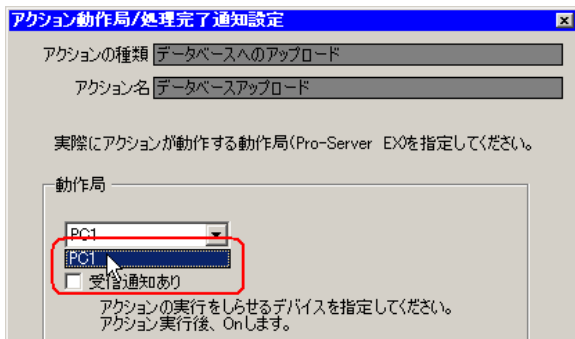 アクション動作局/処理完了通知設定
アクションの種類 データベースへのアップロード
アクション名 データベースアップロード
実際にアクションが動作する動作局(Pro-Server EX)を指定してください。
動作局
PC1
PC1
受信通知あり
アクションの実行をしらせるデバイスを指定してください。
アクション実行後、Onします。